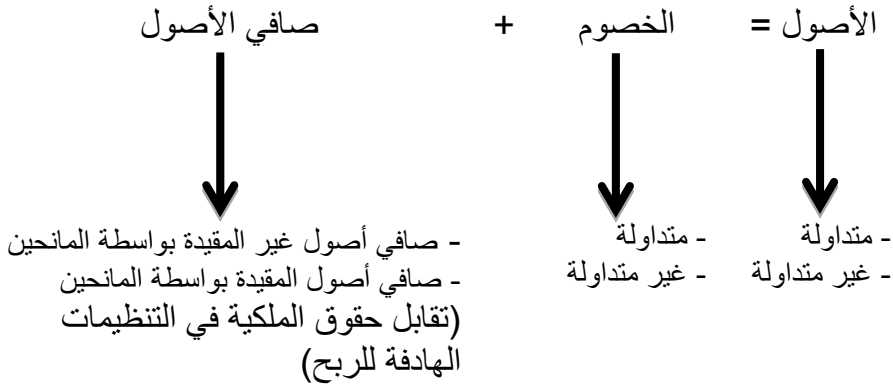 الأصول = الخصوم + صافي الأصول
- متداولة
- غير متداولة
- متداولة
- غير متداولة
- صافي أصول غير المقيدة بواسطة المانحين
- صافي أصول المقيدة بواسطة المانحين
(تقابل حقوق الملكية في التنظيمات
الهادفة للربح)